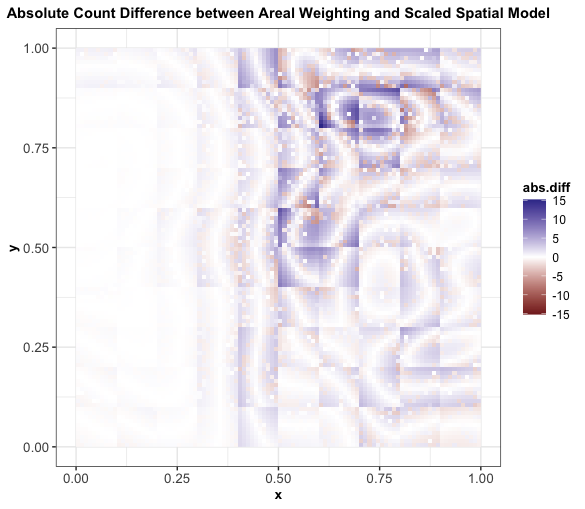 Absolute Count Difference between Areal Weighting and Scaled Spatial Model
1.00
0.75
0.50
0.25
0.00
y
0.00 0.25 0.50 0.75 1.00
x
abs.diff
15
10
5
0
-5
-10
-15